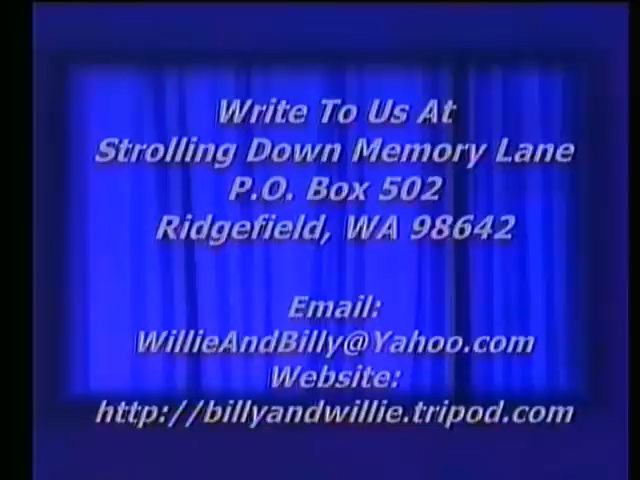 Write To Us At
Strolling Down Memory Lane
P.O. Box 502
Ridgefield, WA 98642
Email:
WillieAndBilly@Yahoo.com
Website:
http://billyandwillie.tripod.com